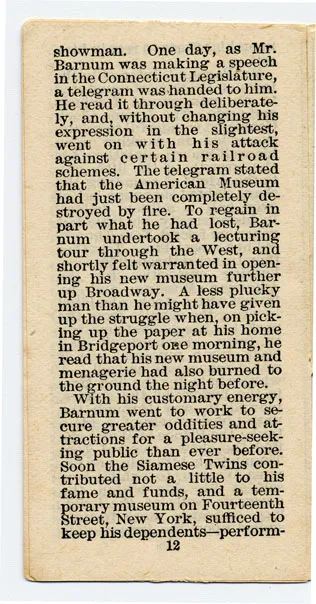 showman. One day, as Mr.
Barnum was making a speech
in the Connecticut Legislature,
a telegram was handed to him.
He read it through deliberate-
ly, and, without changing his
expression in the slightest,
went on with his attack
against certain railroad
schemes. The telegram stated
that the American Museum
had just been completely de-
stroyed by fire. To regain in
part what he had lost, Bar-
num undertook a lecturing
tour through the West, and
shortly felt warranted in open-
ing his new museum further
up Broadway. A less plucky
man than he might have given
up the struggle when, on pick-
ing up the paper at his home
in Bridgeport one morning, he
read that his new museum and
menagerie had also burned to
the ground the night before.
With his customary energy,
Barnum went to work to se-
cure greater oddities and at-
tractions for a pleasure-seek-
ing public than ever before.
Soon the Siamese Twins con-
tributed not a little to his
fame and funds, and a tem-
porary museum on Fourteenth
Street, New York, sufficed to
keep his dependents—perform-
12